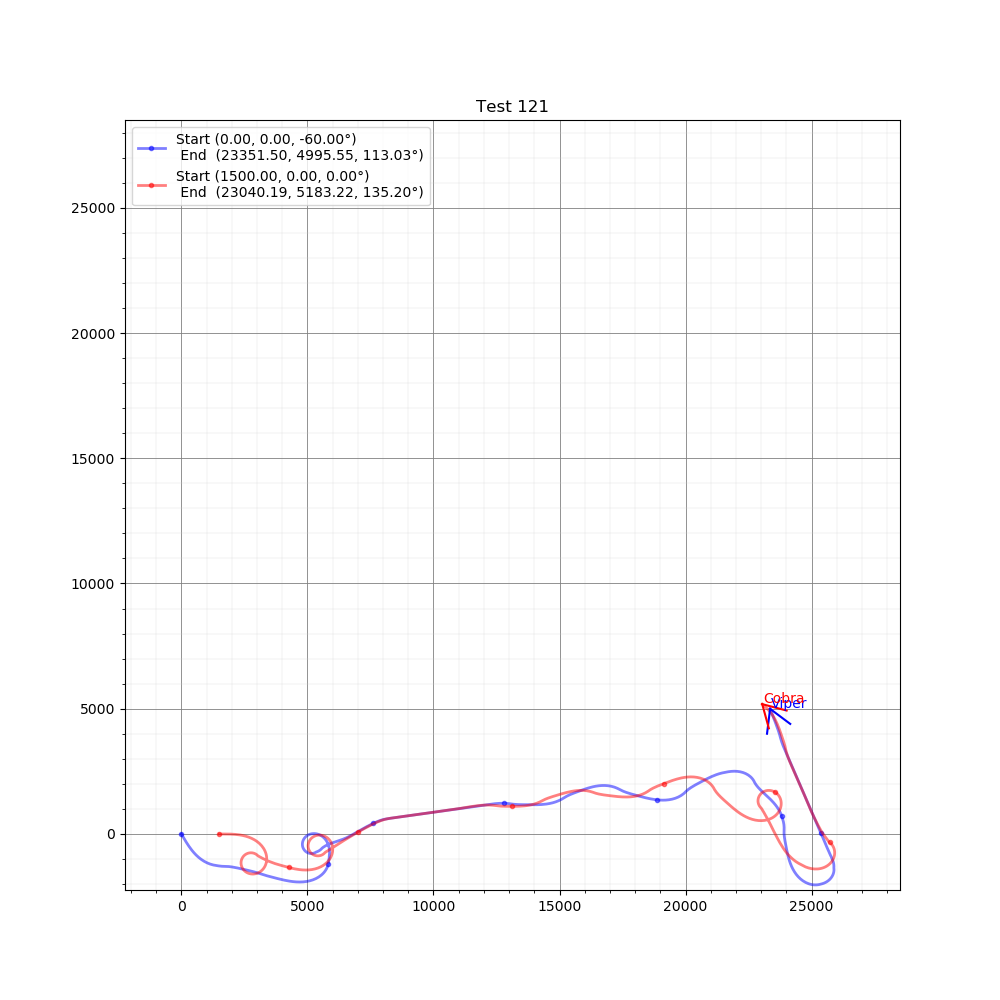 Test 121
Start (0.00, 0.00, -60.00°)
End (23351.50, 4995.55, 113.03°)
Start (1500.00, 0.00, 0.00°)
End (23040.19, 5183.22, 135.20°)
25000
20000
15000
10000
5000
0
Cobra
Viper
0
5000
10000
15000
20000
25000